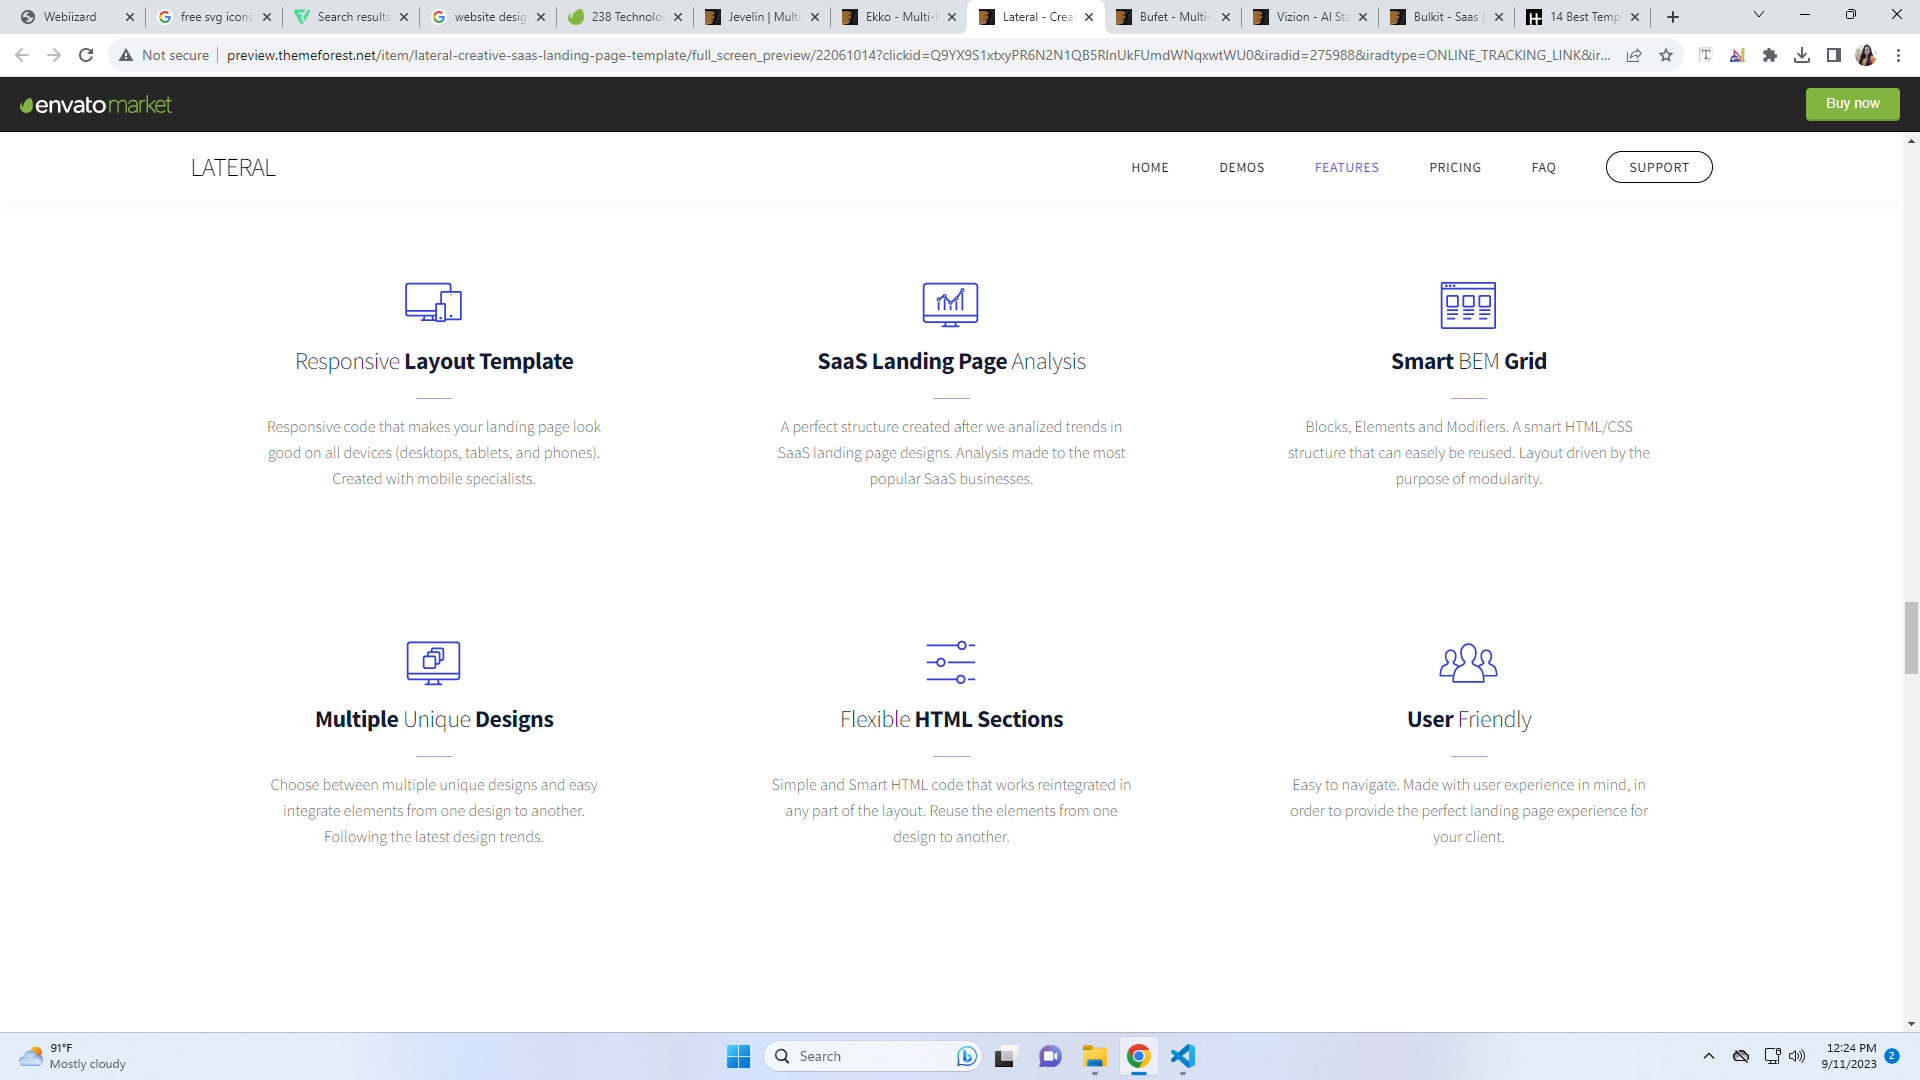 Webiizard
free svg icons
Search results
website desig
238 Technolo
Jevelin | Multi
Ekko - Multi-P
Lateral - Creat
Bufet - Multi-
Vizion - AI Sta
Bulkit - Saas L
14 Best Temp
Not secure
preview.themeforest.net/item/lateral-creative-saas-landing-page-template/full_screen_preview/22061014?clickid=Q9YX9S1xtxyPR6N2N1QB5RInUkFUmdWNqxwtWU0&iradid=275988&iradtype=ONLINE_TRACKING_LINK&ir...
envato market
Buy now
LATERAL
HOME
DEMOS
FEATURES
PRICING
FAQ
SUPPORT
Responsive Layout Template
Responsive code that makes your landing page look
good on all devices (desktops, tablets, and phones).
Created with mobile specialists.
SaaS Landing Page Analysis
A perfect structure created after we analized trends in
SaaS landing page designs. Analysis made to the most
popular SaaS businesses.
Smart BEM Grid
Blocks, Elements and Modifiers. A smart HTML/CSS
structure that can easely be reused. Layout driven by the
purpose of modularity.
Multiple Unique Designs
Choose between multiple unique designs and easy
integrate elements from one design to another.
Following the latest design trends.
Flexible HTML Sections
Simple and Smart HTML code that works reintegrated in
any part of the layout. Reuse the elements from one
design to another.
User Friendly
Easy to navigate. Made with user experience in mind, in
order to provide the perfect landing page experience for
your client.
91°F
Mostly cloudy
Search
12:24 PM
9/11/2023
2